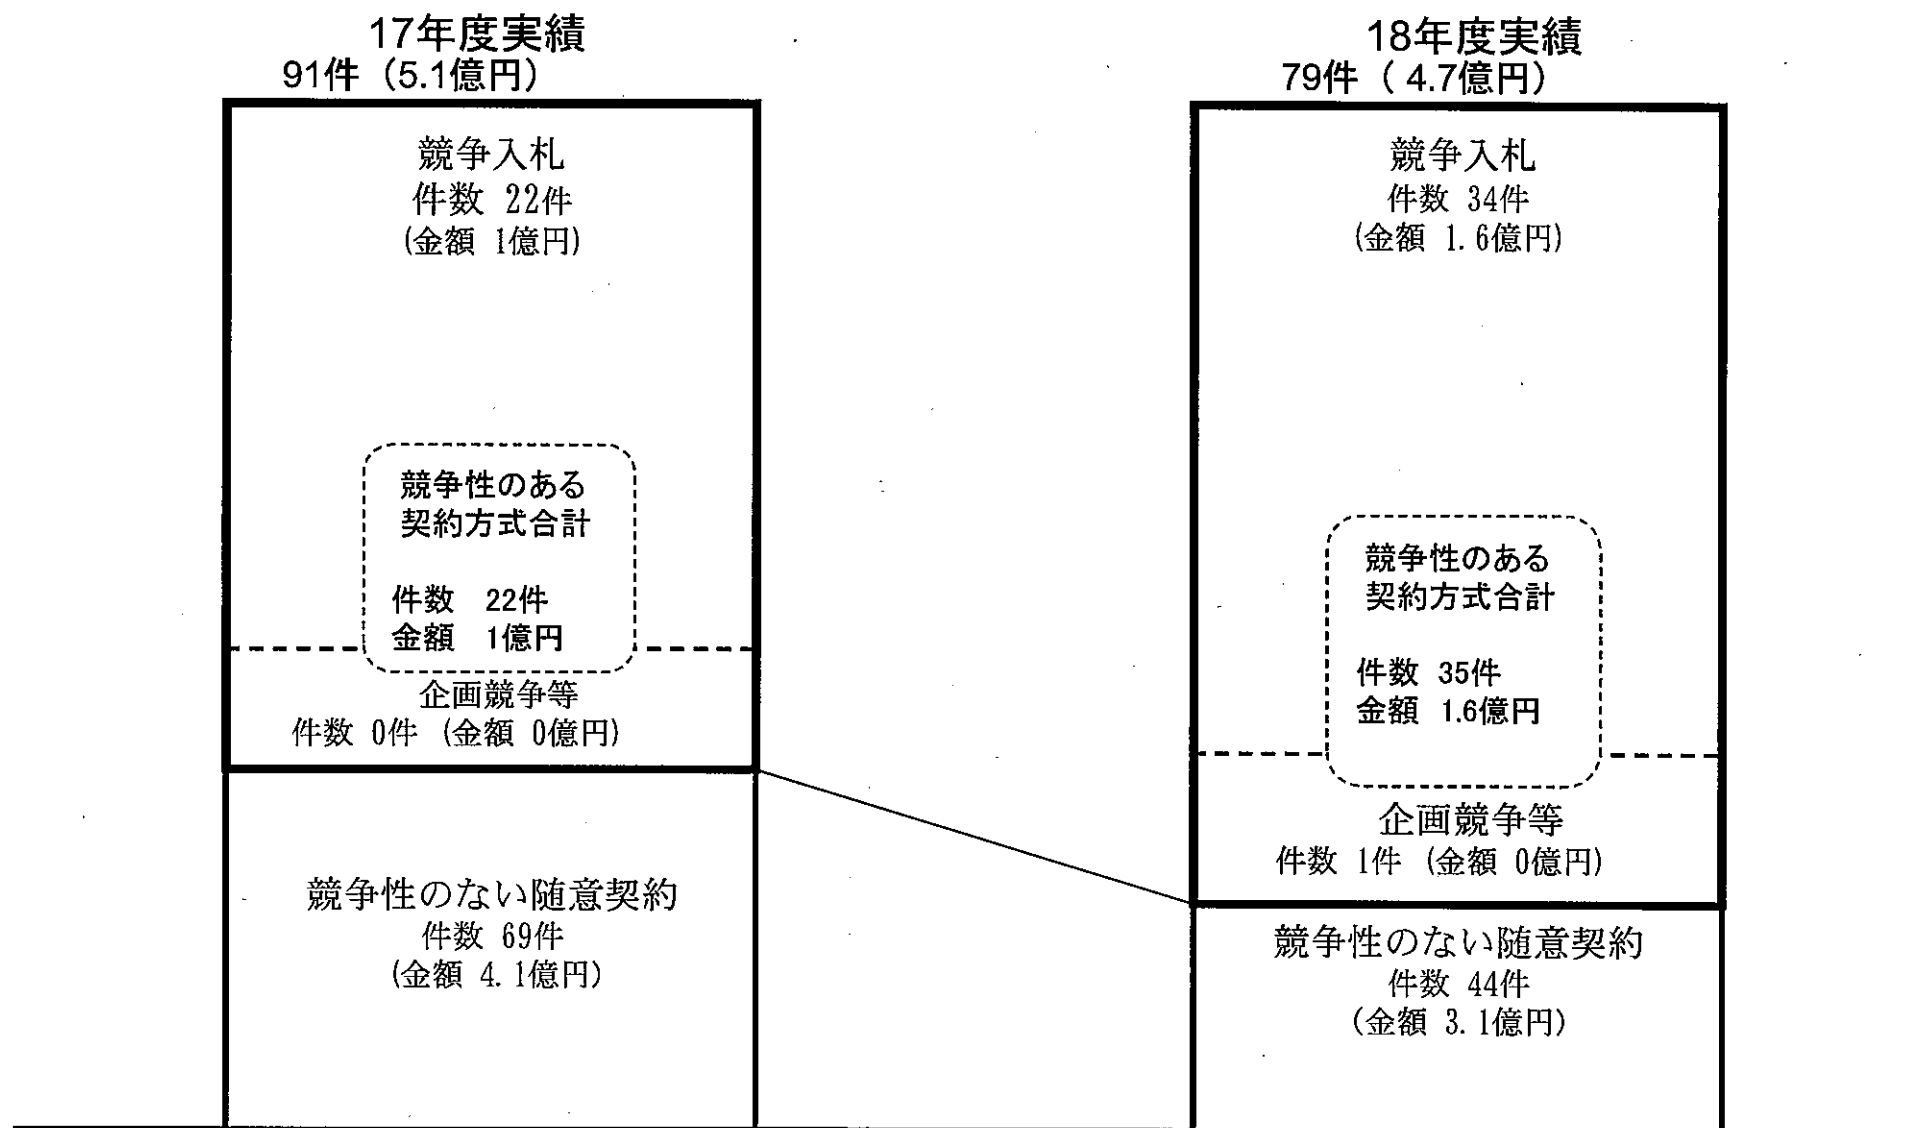 17年度実績
91件（5.1億円）
競争入札
件数 22件
(金額 1億円)
競争性のある
契約方式合計
件数 22件
金額 1億円
企画競争等
件数 0件 (金額 0億円)
競争性のない随意契約
件数 69件
(金額 4.1億円)
18年度実績
79件（ 4.7億円）
競争入札
件数 34件
(金額 1.6億円)
競争性のある
契約方式合計
件数 35件
金額 1.6億円
企画競争等
件数 1件 (金額 0億円)
競争性のない随意契約
件数 44件
(金額 3.1億円)